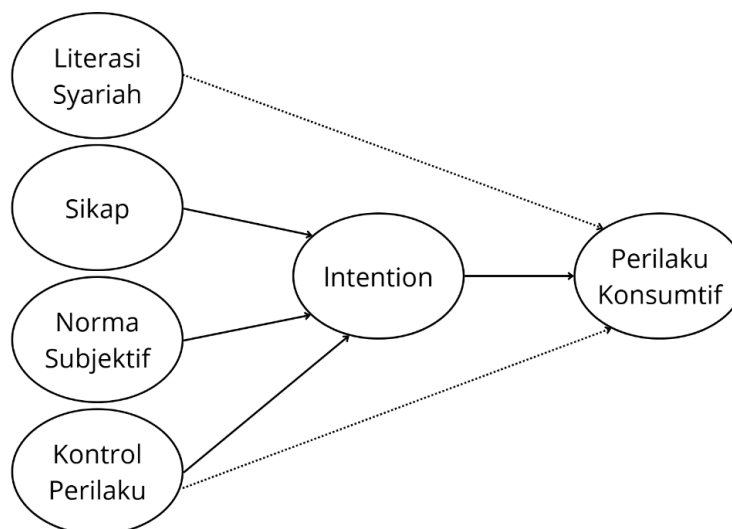 Literasi
Syariah
Sikap
Norma
Subjektif
Kontrol
Perilaku
Intention
Perilaku
Konsumtif